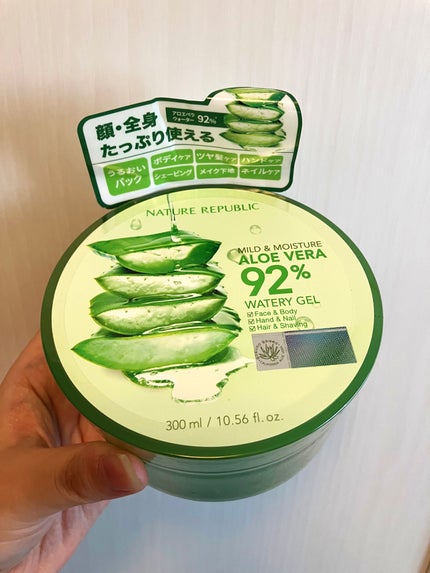 顔・全身
たっぷり使える
アロエベラ
ウォーター 92%
うるおい
パック
ボディケア
ツヤ髪ケア
ハンドケア
シェービング
メイク下地
ネイルケア
NATURE REPUBLIC
MILD & MOISTURE
ALOE VERA
92%
WATERY GEL
☑ Face & Body
☑ Hand & Nail
☑ Hair & Shaving
300 ml / 10.56 fl. oz.